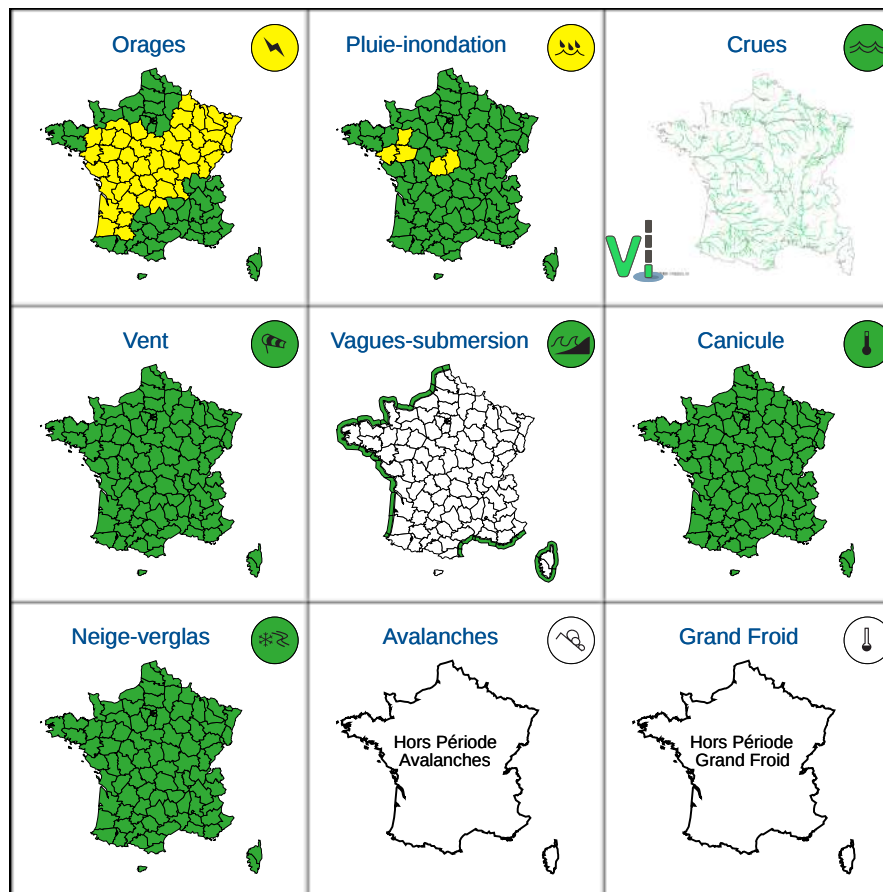 Orages
Pluie-inondation
Crues
Vi
Vent
Vagues-submersion
Canicule
Neige-verglas
Avalanches
Grand Froid
Hors Période
Avalanches
Hors Période
Grand Froid